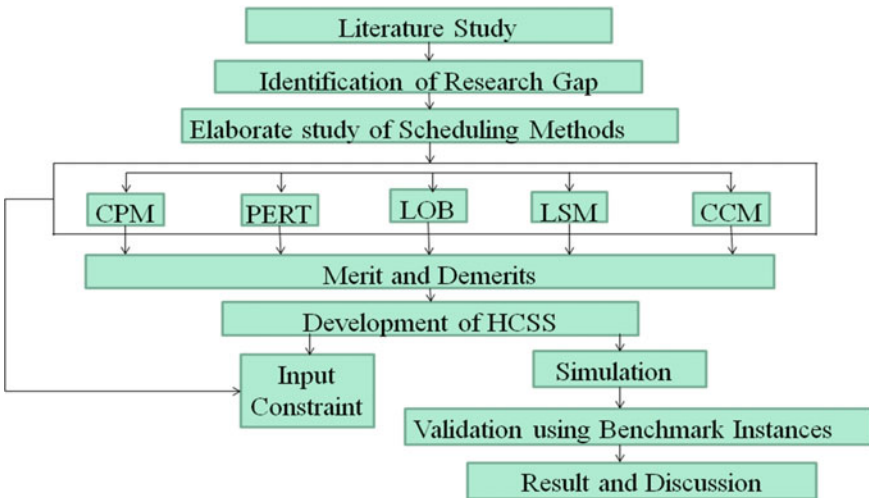 Literature Study
Identification of Research Gap
Elaborate study of Scheduling Methods
CPM
PERT
LOB
LSM
CCM
Merit and Demerits
Development of HCSS
Input
Constraint
Simulation
Validation using Benchmark Instances
Result and Discussion